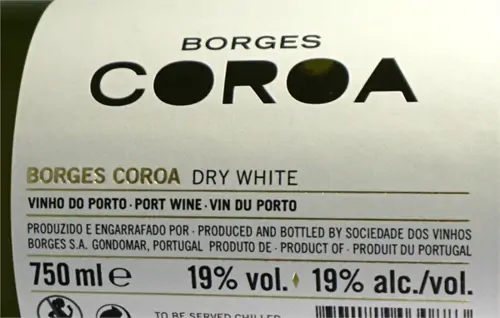 BORGES
COROA
BORGES COROA DRY WHITE
VINHO DO PORTO · PORT WINE · VIN DU PORTO
PRODUZIDO E ENGARRAFADO POR · PRODUCED AND BOTTLED BY SOCIEDADE DOS VINHOS
BORGES S.A. GONDOMAR, PORTUGAL PRODUTO DE · PRODUCT OF · PRODUIT DU PORTUGAL
750 ml e 19% vol. ♦ 19% alc./vol.
TO BE SERVED CHILLED